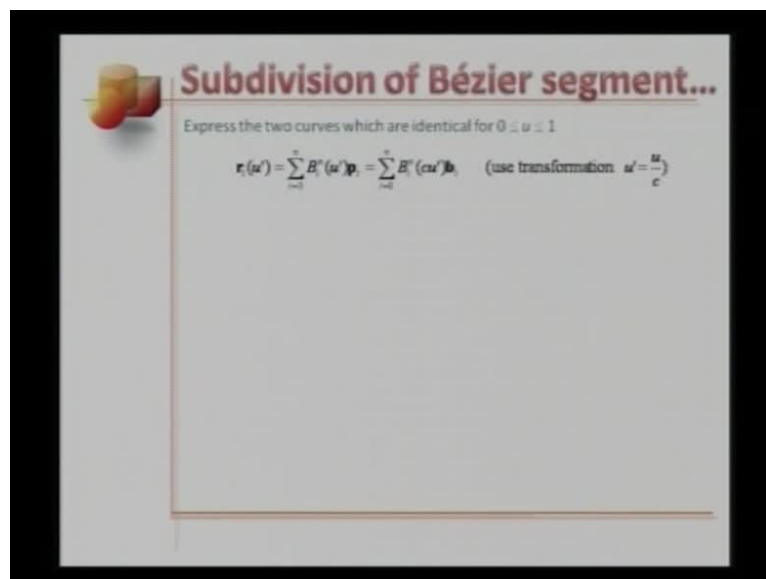 Subdivision of Bézier segment...
Express the two curves which are identical for 0 ≤ u ≤ 1
r₁(u') = ∑ Bᵢⁿ(u')pᵢ = ∑ Bᵢⁿ(cu')bᵢ (use transformation u' = u/c)